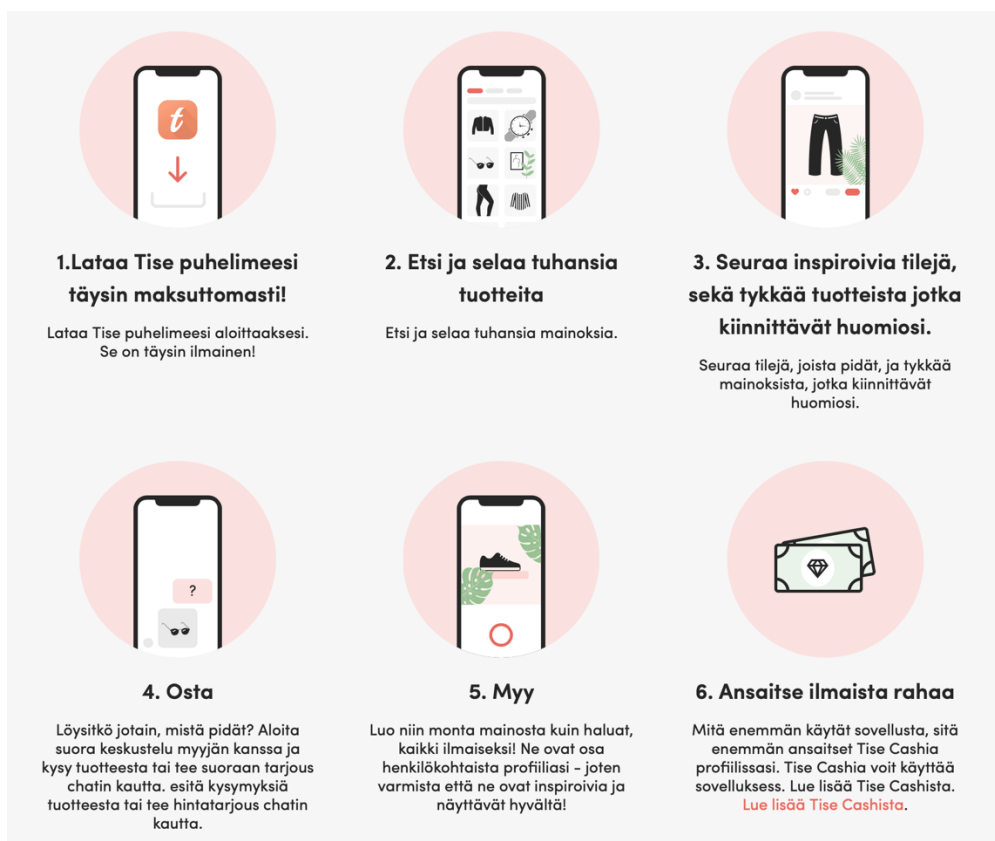 t
1.Lataa Tise puhelimeesi
täysin maksuttomasti!
Lataa Tise puhelimeesi aloittaaksesi.
Se on täysin ilmainen!
2. Etsi ja selaa tuhansia
tuotteita
Etsi ja selaa tuhansia mainoksia.
3. Seuraa inspiroivia tilejä,
sekä tykkää tuotteista jotka
kiinnittävät huomiosi.
Seuraa tilejä, joista pidät, ja tykkää
mainoksista, jotka kiinnittävät
huomiosi.
?
4. Osta
Löysitkö jotain, mistä pidät? Aloita
suora keskustelu myyjän kanssa ja
kysy tuotteesta tai tee suoraan tarjous
chatin kautta. esitä kysymyksiä
tuotteesta tai tee hintatarjous chatin
kautta.
5. Myy
Luo niin monta mainosta kuin haluat,
kaikki ilmaiseksi! Ne ovat osa
henkilökohtaista profiiliasi - joten
varmista että ne ovat inspiroivia ja
näyttävät hyvältä!
6. Ansaitse ilmaista rahaa
Mitä enemmän käytät sovellusta, sitä
enemmän ansaitset Tise Cashia
profiilissasi. Tise Cashia voit käyttää
sovelluksess. Lue lisää Tise Cashista.
Lue lisää Tise Cashista.